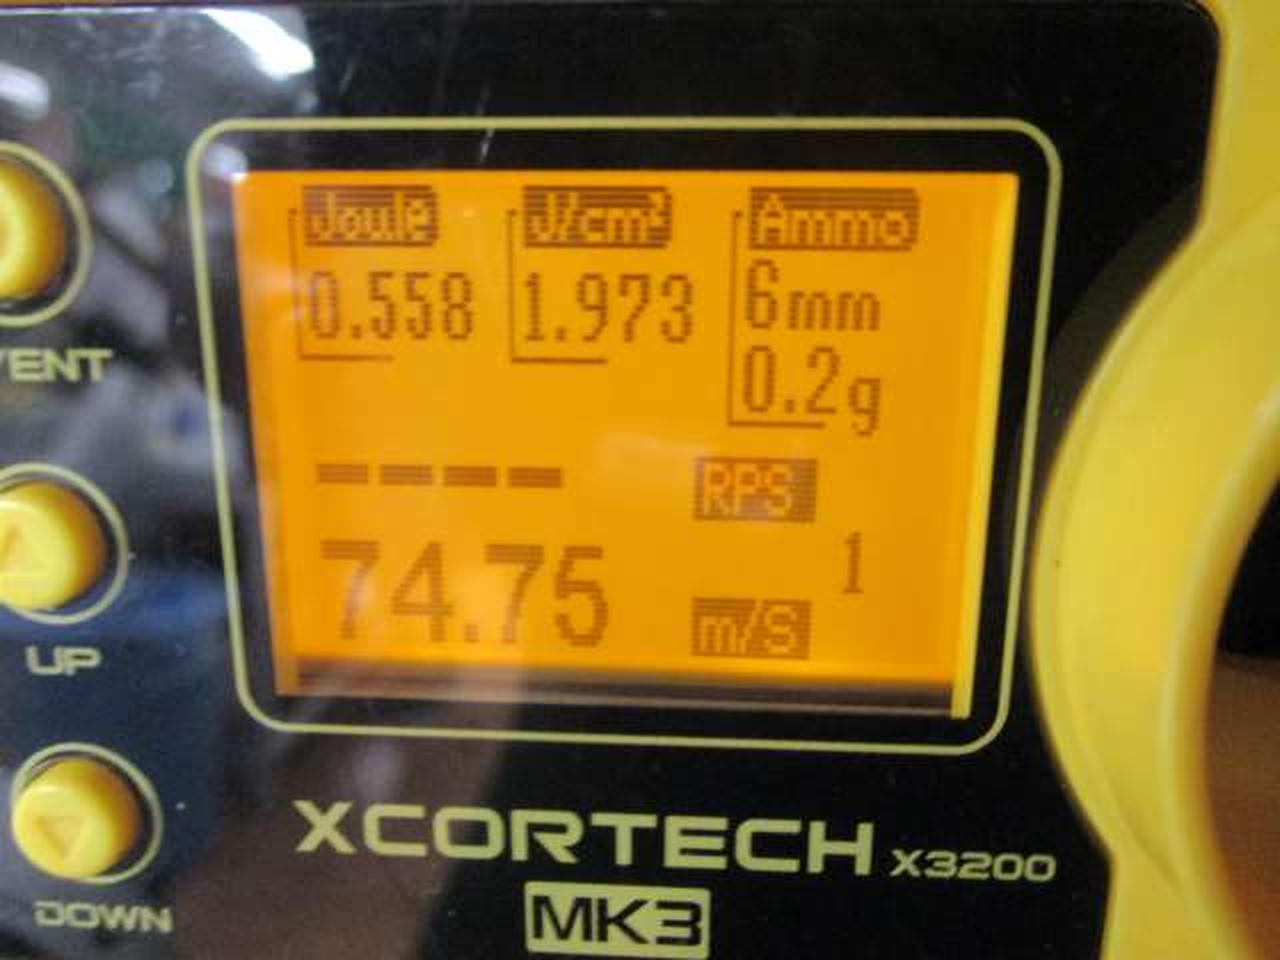 Joule J/cm² Ammo
0.558 1.973 6mm
0.2g
---- RPS
1
74.75 m/S
VENT
UP
DOWN
XCORTECH X3200
MK3